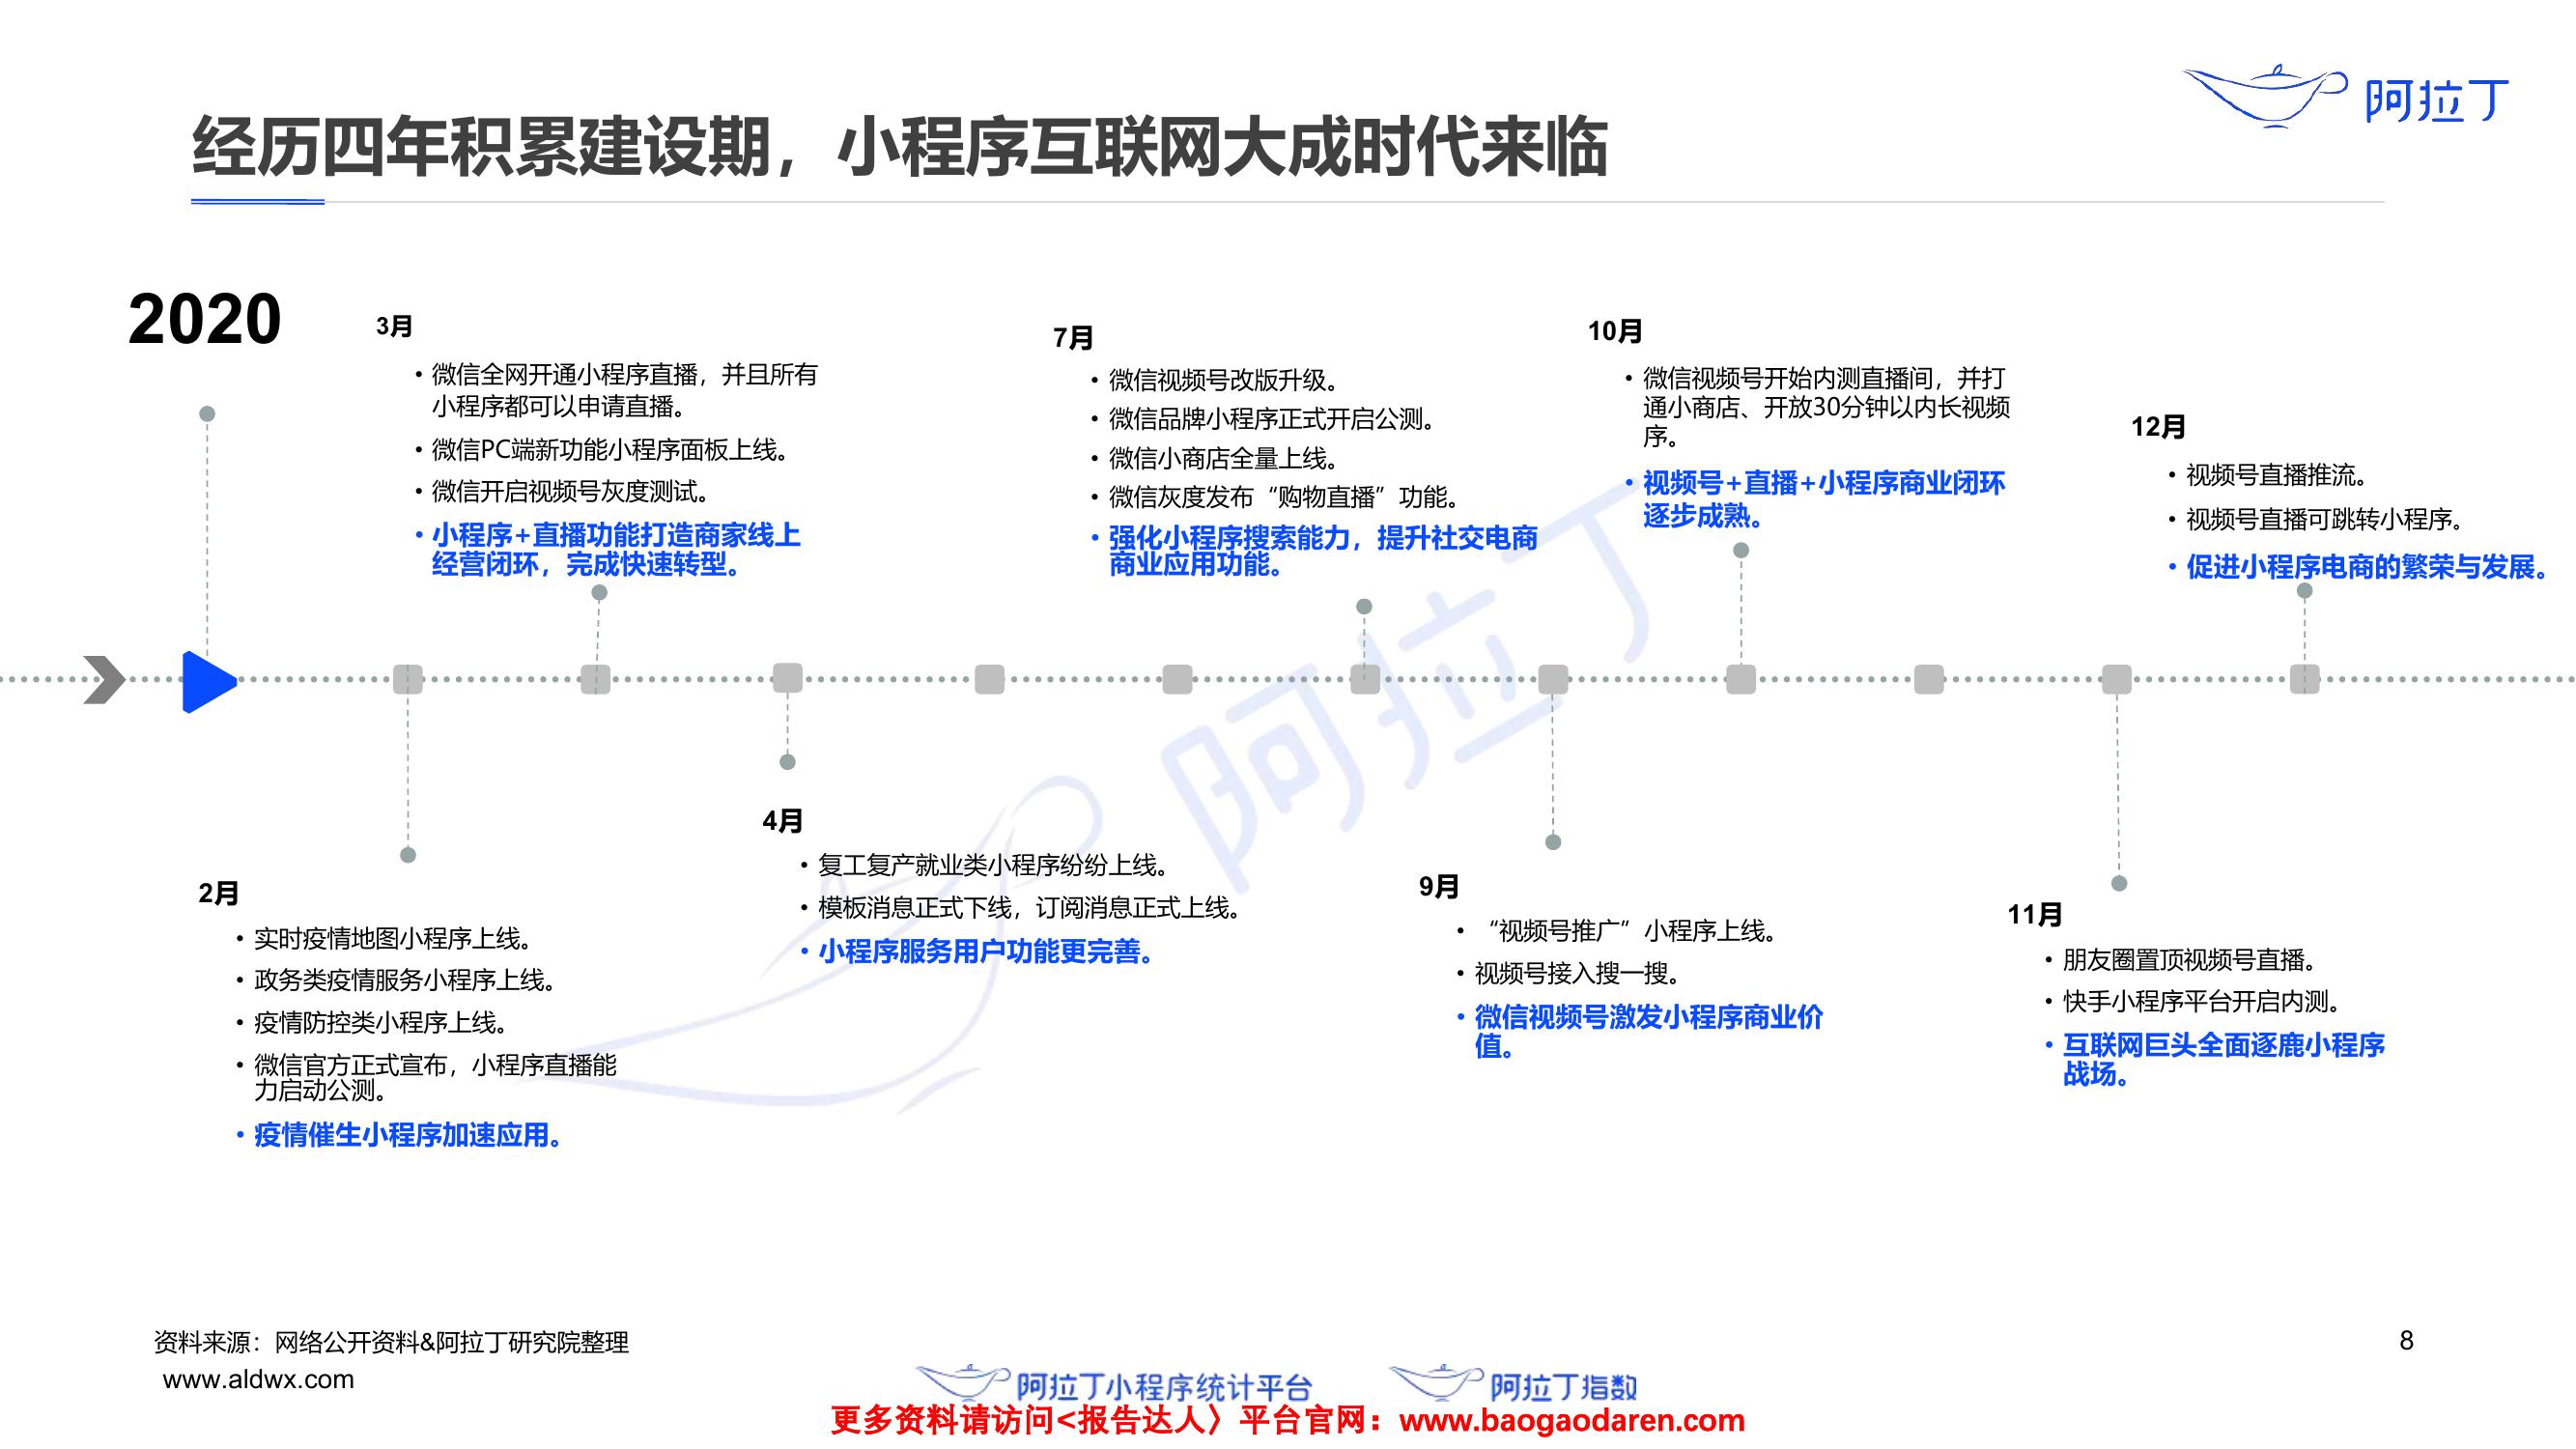 阿拉丁
经历四年积累建设期，小程序互联网大成时代来临
2020
3月
• 微信全网开通小程序直播，并且所有
小程序都可以申请直播。
• 微信PC端新功能小程序面板上线。
• 微信开启视频号灰度测试。
• 小程序+直播功能打造商家线上
经营闭环，完成快速转型。
7月
• 微信视频号改版升级。
• 微信品牌小程序正式开启公测。
• 微信小商店全量上线。
• 微信灰度发布“购物直播”功能。
• 强化小程序搜索能力，提升社交电商
商业应用功能。
10月
• 微信视频号开始内测直播间，并打
通小商店、开放30分钟以内长视频
序。
• 视频号+直播+小程序商业闭环
逐步成熟。
12月
• 视频号直播推流。
• 视频号直播可跳转小程序。
• 促进小程序电商的繁荣与发展。
阿拉丁
2月
• 实时疫情地图小程序上线。
• 政务类疫情服务小程序上线。
• 疫情防控类小程序上线。
• 微信官方正式宣布，小程序直播能
力启动公测。
• 疫情催生小程序加速应用。
4月
• 复工复产就业类小程序纷纷上线。
• 模板消息正式下线，订阅消息正式上线。
• 小程序服务用户功能更完善。
9月
• “视频号推广”小程序上线。
• 视频号接入搜一搜。
• 微信视频号激发小程序商业价
值。
11月
• 朋友圈置顶视频号直播。
• 快手小程序平台开启内测。
• 互联网巨头全面逐鹿小程序
战场。
资料来源：网络公开资料&阿拉丁研究院整理
www.aldwx.com
8
阿拉丁小程序统计平台
阿拉丁指数
更多资料请访问<报告达人〉平台官网：www.baogaodaren.com